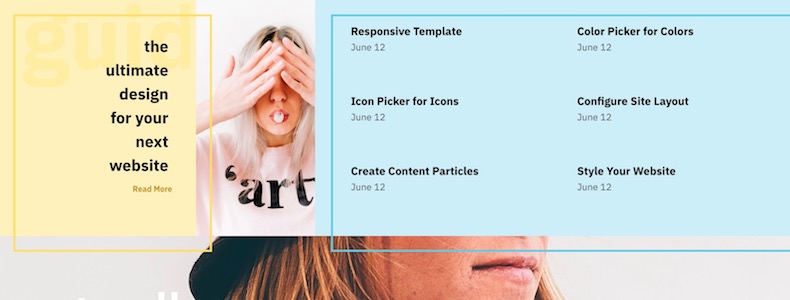 guid
the
ultimate
design
for your
next
website
Read More
'art
Responsive Template
June 12
Color Picker for Colors
June 12
Icon Picker for Icons
June 12
Configure Site Layout
June 12
Create Content Particles
June 12
Style Your Website
June 12